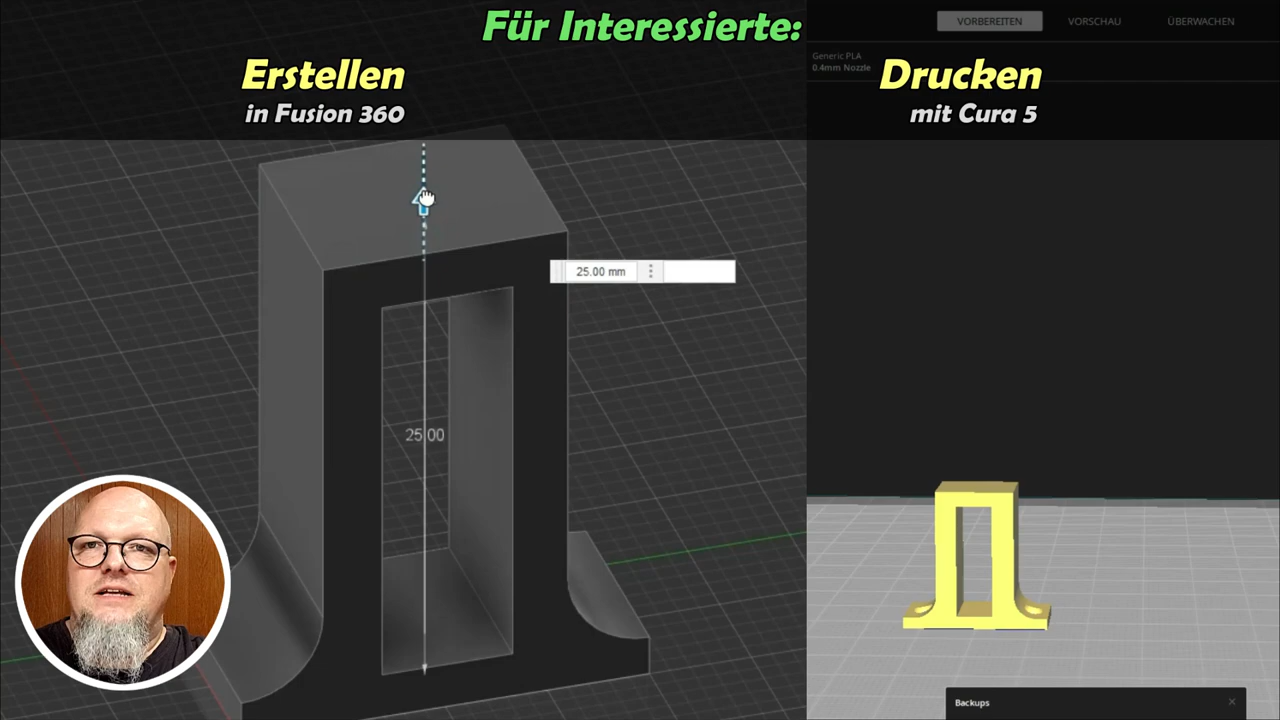 Für Interessierte:
Erstellen
in Fusion 360
Drucken
mit Cura 5
VORBEREITEN
VORSCHAU
ÜBERWACHEN
Generic PLA
0.4mm Nozzle
25.00 mm
25.00
Backups